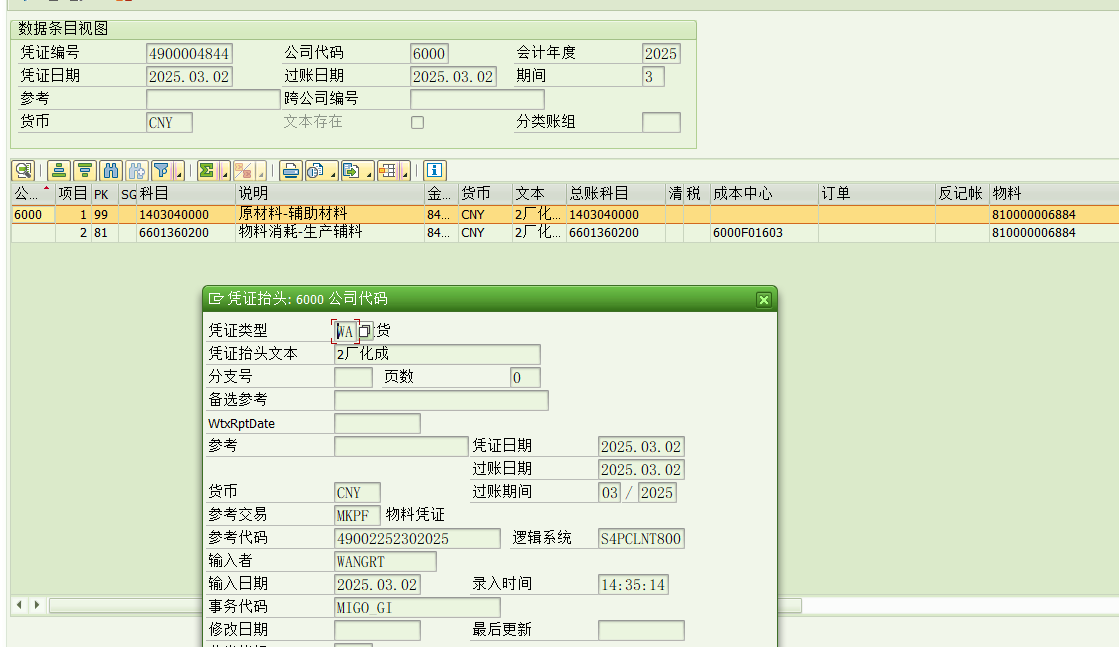 数据条目视图
凭证编号 4900004844 公司代码 6000 会计年度 2025
凭证日期 2025.03.02 过账日期 2025.03.02 期间 3
参考 跨公司编号
货币 CNY 文本存在 分类账组
公... 项目 PK SG 科目 说明 金... 货币 文本 总账科目 清 税 成本中心 订单 反记帐 物料
6000 1 99 1403040000 原材料-辅助材料 84... CNY 2厂化... 1403040000 810000006884
2 81 6601360200 物料消耗-生产辅料 84... CNY 2厂化... 6601360200 6000F01603 810000006884
凭证抬头: 6000 公司代码
凭证类型 WA 货
凭证抬头文本 2厂化成
分支号 页数 0
备选参考
WtxRptDate
参考 凭证日期 2025.03.02
过账日期 2025.03.02
货币 CNY 过账期间 03 / 2025
参考交易 MKPF 物料凭证
参考代码 49002252302025 逻辑系统 S4PCLNT800
输入者 WANGRT
输入日期 2025.03.02 录入时间 14:35:14
事务代码 MIGO_GI
修改日期 最后更新